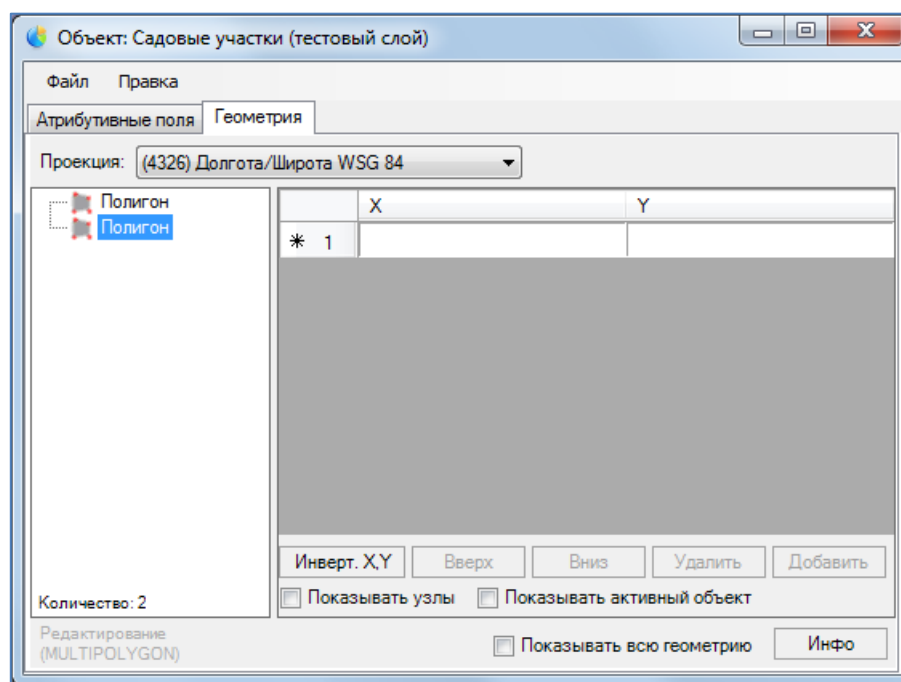 Объект: Садовые участки (тестовый слой)
Файл Правка
Атрибутивные поля Геометрия
Проекция: (4326) Долгота/Широта WSG 84
Полигон
Полигон
X Y
* 1
Инверт. X,Y Вверх Вниз Удалить Добавить
Показывать узлы Показывать активный объект
Количество: 2
Редактирование
(MULTIPOLYGON)
Показывать всю геометрию Инфо